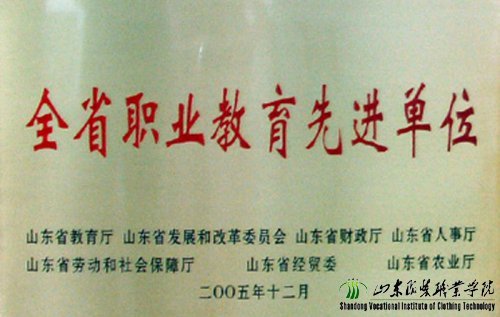 全省职业教育先进单位
山东省教育厅 山东省发展和改革委员会 山东省财政厅 山东省人事厅
山东省劳动和社会保障厅 山东省经贸委 山东省农业厅
二〇〇五年十二月
山东服装职业学院
Shandong Vocational Institute of Clothing Technology